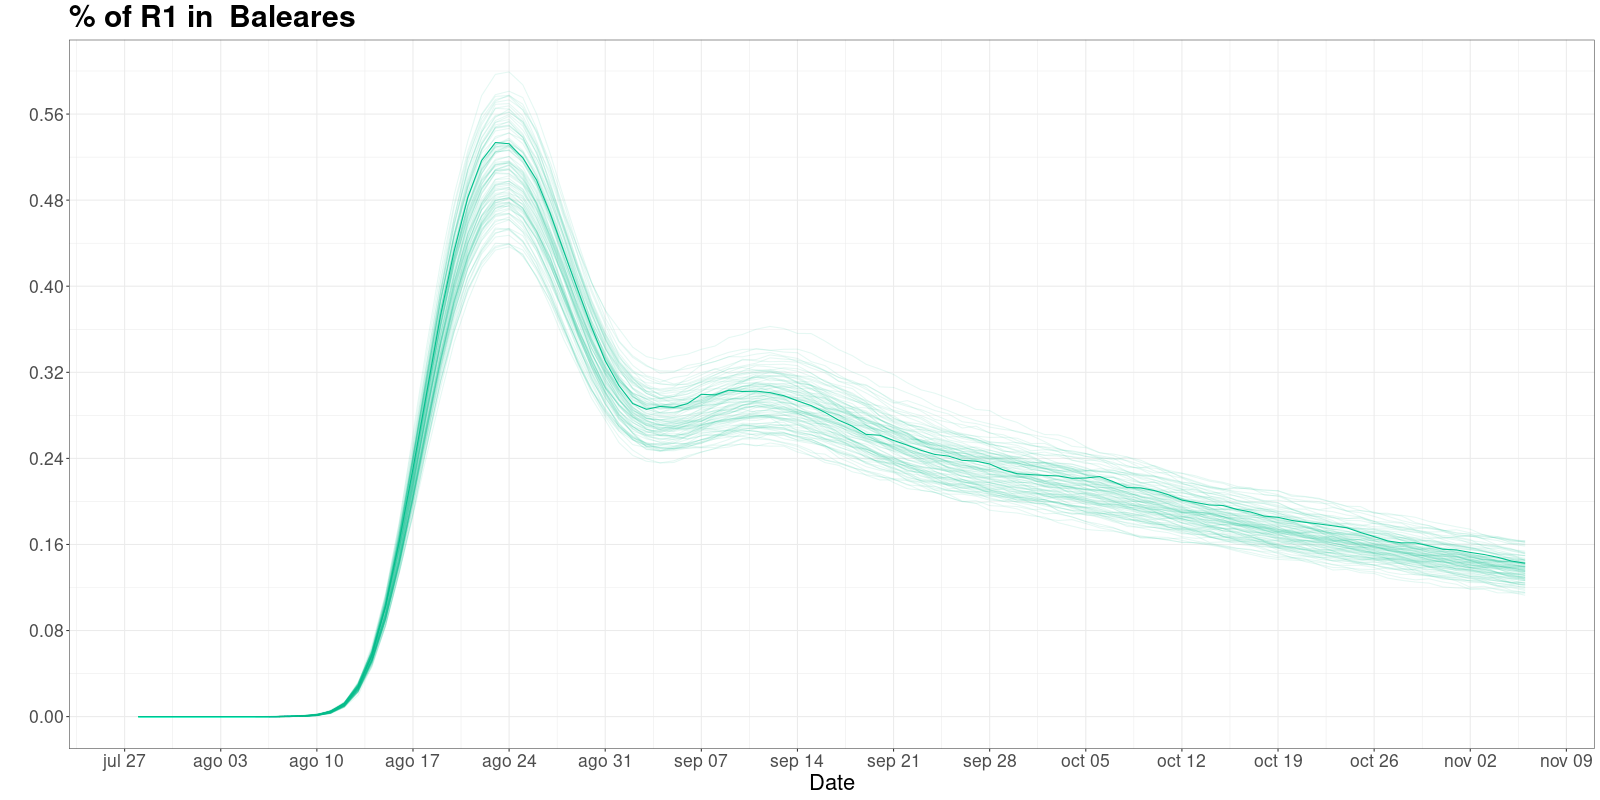 % of R1 in  Baleares
0.56
0.48
0.40
0.32
0.24
0.16
0.08
0.00
jul 27 ago 03 ago 10 ago 17 ago 24 ago 31 sep 07 sep 14 sep 21 sep 28 oct 05 oct 12 oct 19 oct 26 nov 02 nov 09
Date